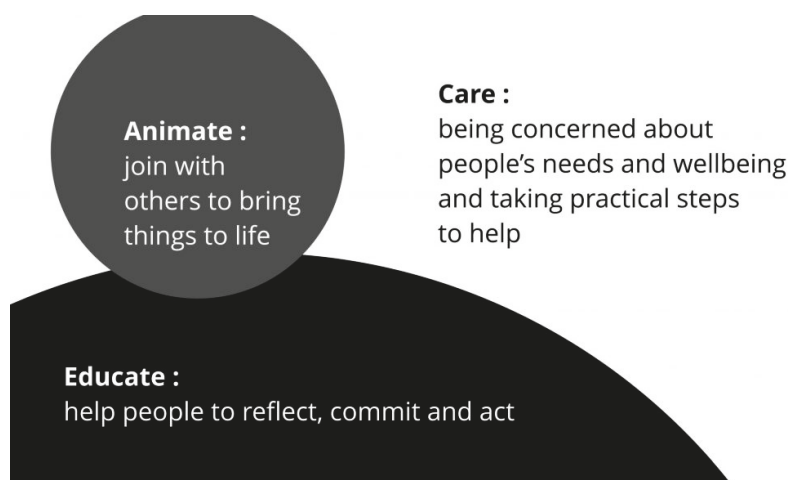 Animate :
join with
others to bring
things to life
Care :
being concerned about
people’s needs and wellbeing
and taking practical steps
to help
Educate :
help people to reflect, commit and act